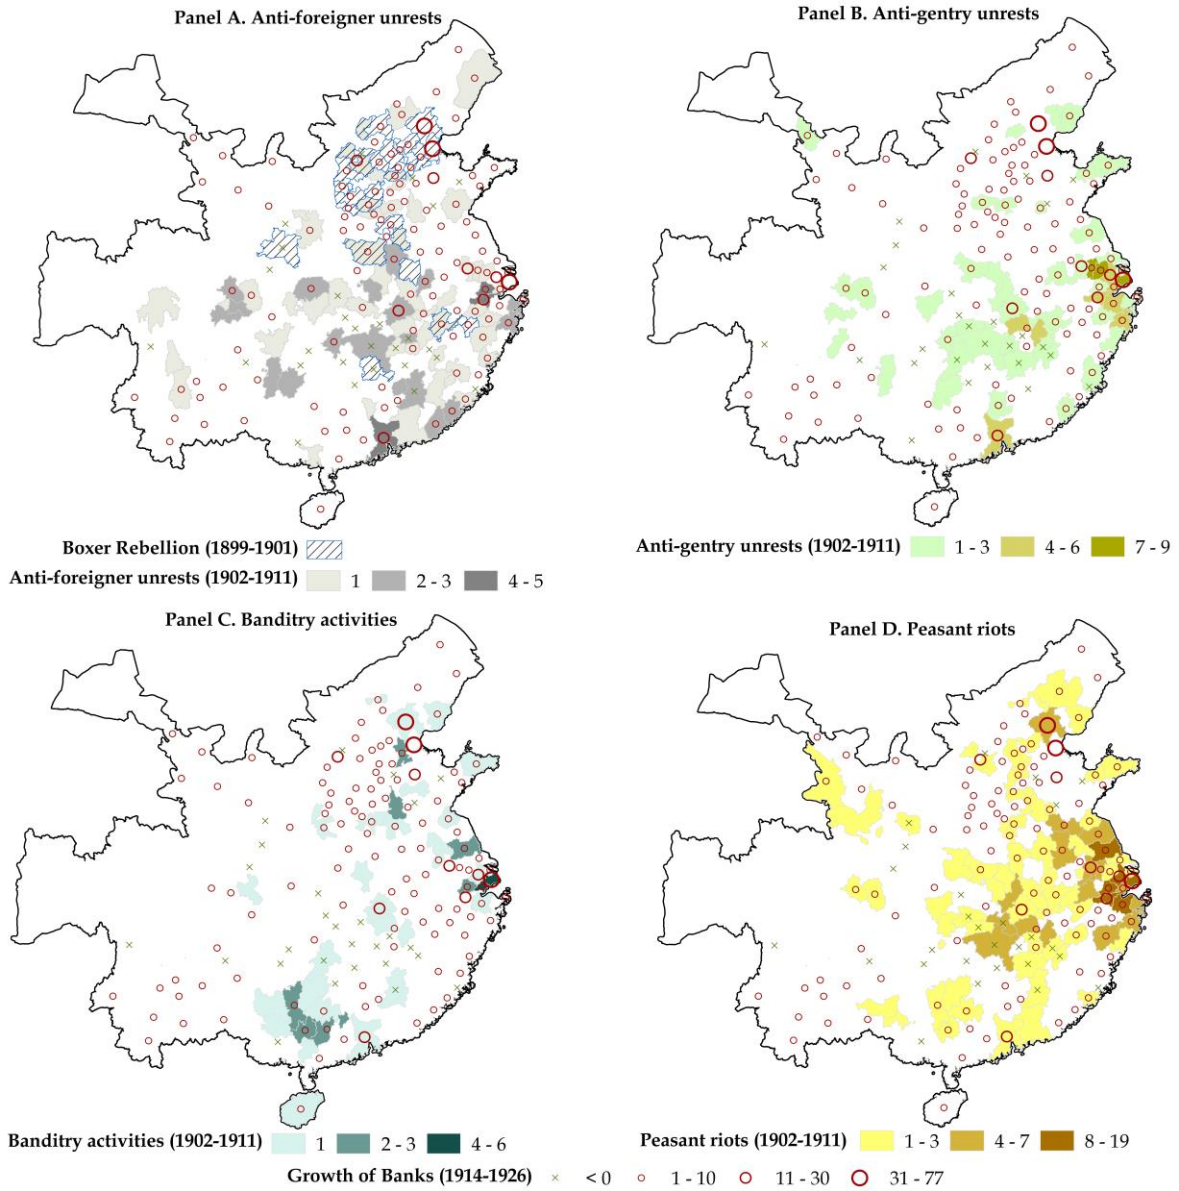 Panel A. Anti-foreigner unrests
Panel B. Anti-gentry unrests
Boxer Rebellion (1899-1901)
Anti-foreigner unrests (1902-1911) 1 2 - 3 4 - 5
Anti-gentry unrests (1902-1911) 1 - 3 4 - 6 7 - 9
Panel C. Banditry activities
Panel D. Peasant riots
Banditry activities (1902-1911) 1 2 - 3 4 - 6
Peasant riots (1902-1911) 1 - 3 4 - 7 8 - 19
Growth of Banks (1914-1926) < 0 1 - 10 11 - 30 31 - 77